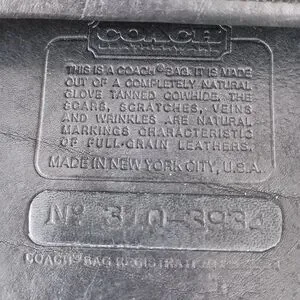 COACH
LEATHERWARE
THIS IS A COACH® BAG. IT IS MADE
OUT OF A COMPLETELY NATURAL
GLOVE TANNED COWHIDE. THE
SCARS, SCRATCHES, VEINS
AND WRINKLES ARE NATURAL
MARKINGS CHARACTERISTIC
OF FULL-GRAIN LEATHERS.
MADE IN NEW YORK CITY, U.S.A.
Nº
COACH® BAG REGISTRATION